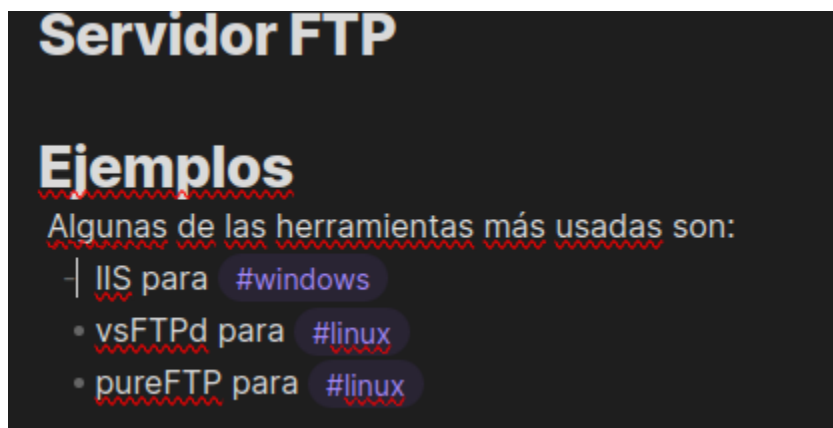 Servidor FTP
Ejemplos
Algunas de las herramientas más usadas son:
- IIS para #windows
• vsFTPd para #linux
• pureFTP para #linux